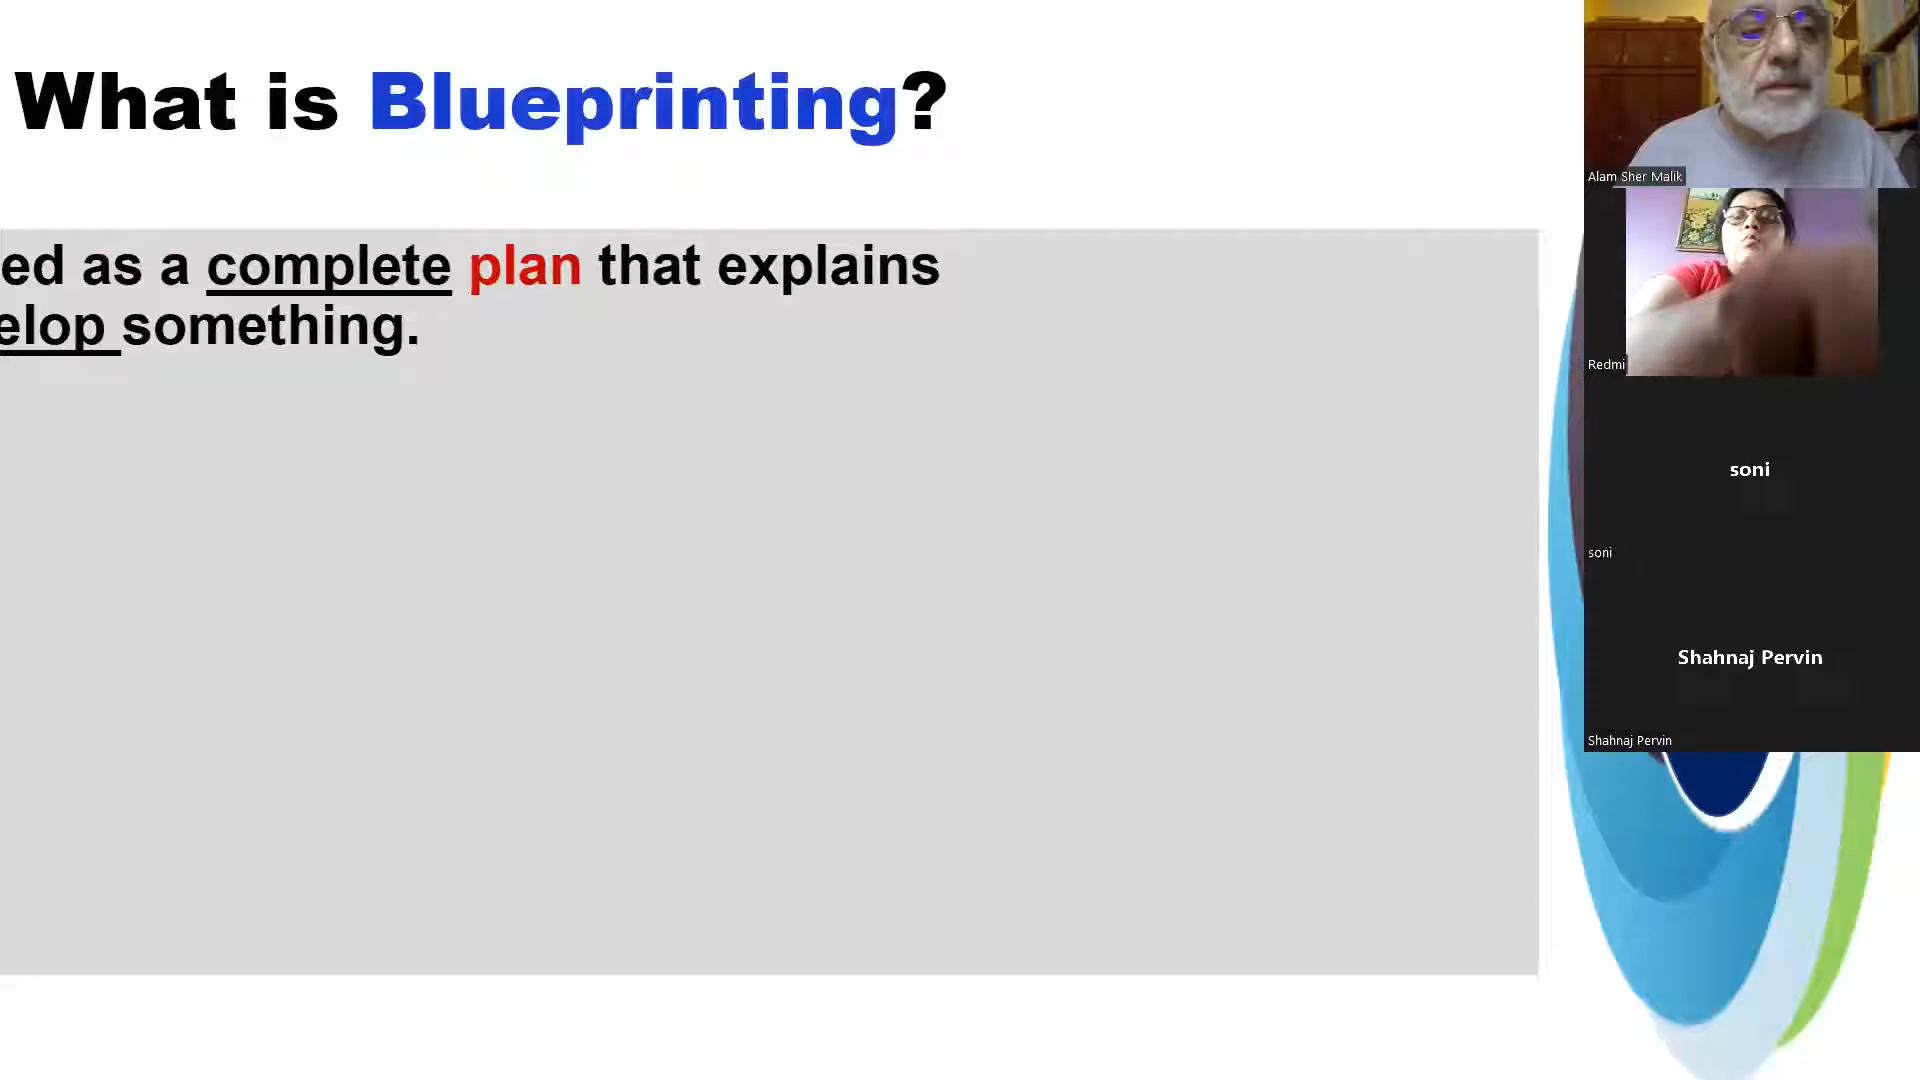 What is Blueprinting?
ed as a complete plan that explains
elop something.
Alam Sher Malik
Redmi
soni
soni
Shahnaj Pervin
Shahnaj Pervin